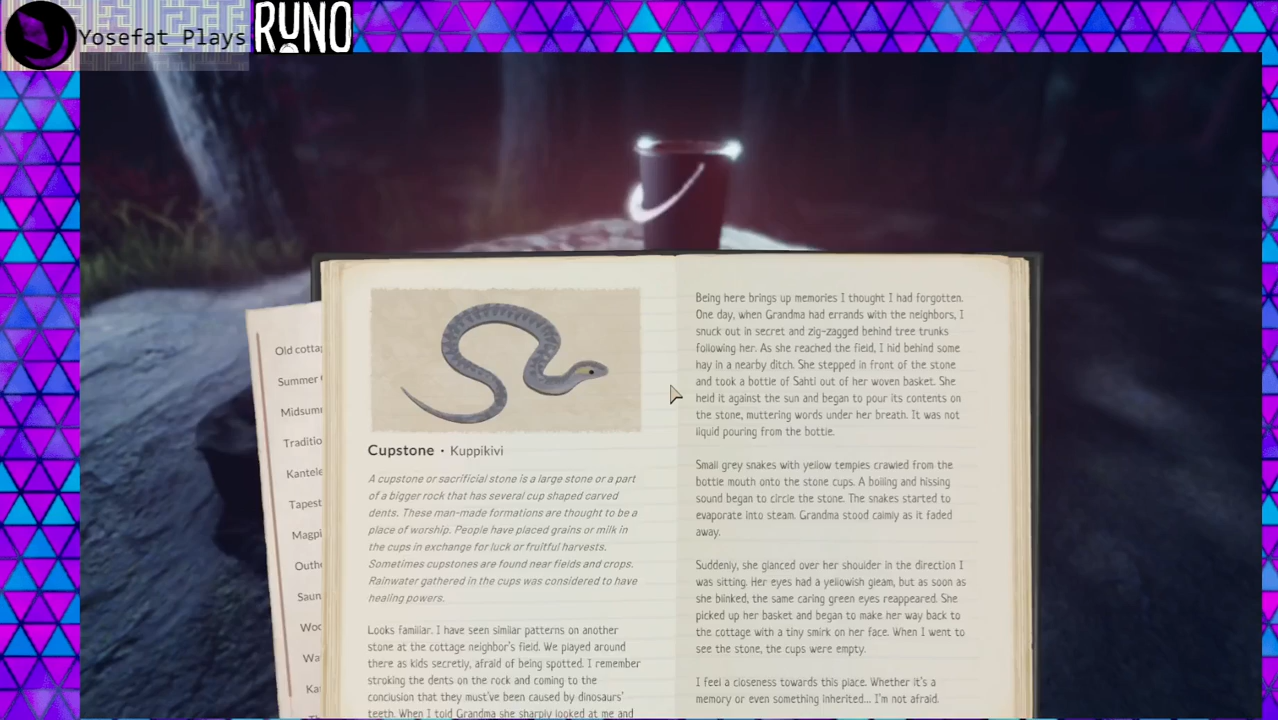 Yosefat Plays
RUNO
Old cotta
Summer
Midsum
Traditio
Kantele
Tapest
Magpi
Outh
Saun
Woo
Wa
Ka
Cupstone · Kuppikivi
A cupstone or sacrificial stone is a large stone or a part
of a bigger rock that has several cup shaped carved
dents. These man-made formations are thought to be a
place of worship. People have placed grains or milk in
the cups in exchange for luck or fruitful harvests.
Sometimes cupstones are found near fields and crops.
Rainwater gathered in the cups was considered to have
healing powers.
Looks familiar. I have seen similar patterns on another
stone at the cottage neighbor's field. We played around
there as kids secretly, afraid of being spotted. I remember
stroking the dents on the rock and coming to the
conclusion that they must've been caused by dinosaurs'
teeth. When I told Grandma she sharply looked at me and
Being here brings up memories I thought I had forgotten.
One day, when Grandma had errands with the neighbors, I
snuck out in secret and zig-zagged behind tree trunks
following her. As she reached the field, I hid behind some
hay in a nearby ditch. She stepped in front of the stone
and took a bottle of Sahti out of her woven basket. She
held it against the sun and began to pour its contents on
the stone, muttering words under her breath. It was not
liquid pouring from the bottle.
Small grey snakes with yellow temples crawled from the
bottle mouth onto the stone cups. A boiling and hissing
sound began to circle the stone. The snakes started to
evaporate into steam. Grandma stood calmly as it faded
away.
Suddenly, she glanced over her shoulder in the direction I
was sitting. Her eyes had a yellowish gleam, but as soon as
she blinked, the same caring green eyes reappeared. She
picked up her basket and began to make her way back to
the cottage with a tiny smirk on her face. When I went to
see the stone, the cups were empty.
I feel a closeness towards this place. Whether it's a
memory or even something inherited... I'm not afraid.